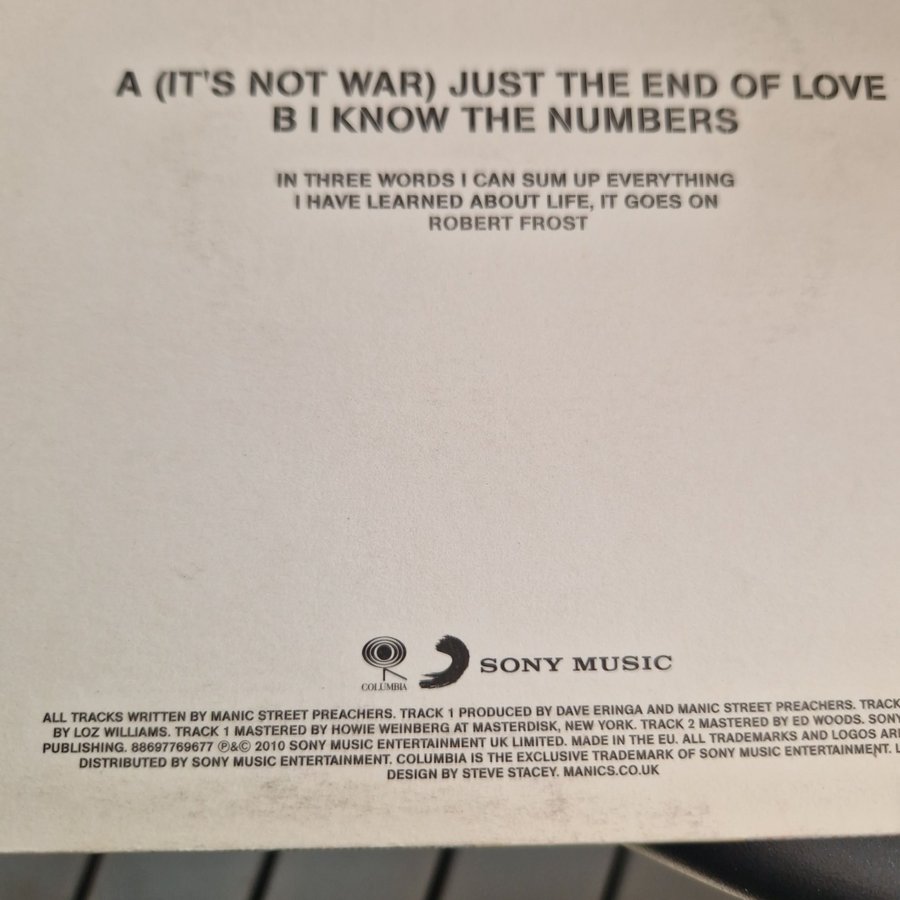 A (IT'S NOT WAR) JUST THE END OF LOVE
B I KNOW THE NUMBERS
IN THREE WORDS I CAN SUM UP EVERYTHING
I HAVE LEARNED ABOUT LIFE, IT GOES ON
ROBERT FROST
COLUMBIA
SONY MUSIC
ALL TRACKS WRITTEN BY MANIC STREET PREACHERS. TRACK 1 PRODUCED BY DAVE ERINGA AND MANIC STREET PREACHERS. TRACK
BY LOZ WILLIAMS. TRACK 1 MASTERED BY HOWIE WEINBERG AT MASTERDISK, NEW YORK. TRACK 2 MASTERED BY ED WOODS. SONY
PUBLISHING. 88697769677 ℗&© 2010 SONY MUSIC ENTERTAINMENT UK LIMITED. MADE IN THE EU. ALL TRADEMARKS AND LOGOS AR
DISTRIBUTED BY SONY MUSIC ENTERTAINMENT. COLUMBIA IS THE EXCLUSIVE TRADEMARK OF SONY MUSIC ENTERTAINMENT.
DESIGN BY STEVE STACEY. MANICS.CO.UK